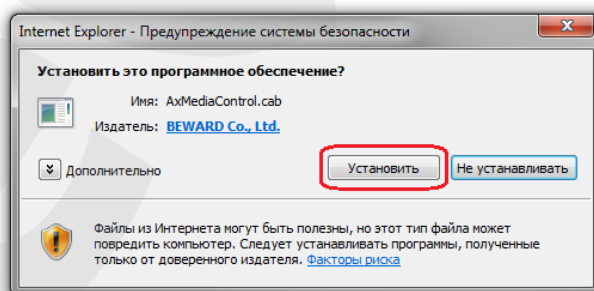 Internet Explorer - Предупреждение системы безопасности
Установить это программное обеспечение?
Имя: AxMediaControl.cab
Издатель: BEWARD Co., Ltd.
Дополнительно
Установить
Не устанавливать
Файлы из Интернета могут быть полезны, но этот тип файла может
повредить компьютер. Следует устанавливать программы, полученные
только от доверенного издателя. Факторы риска